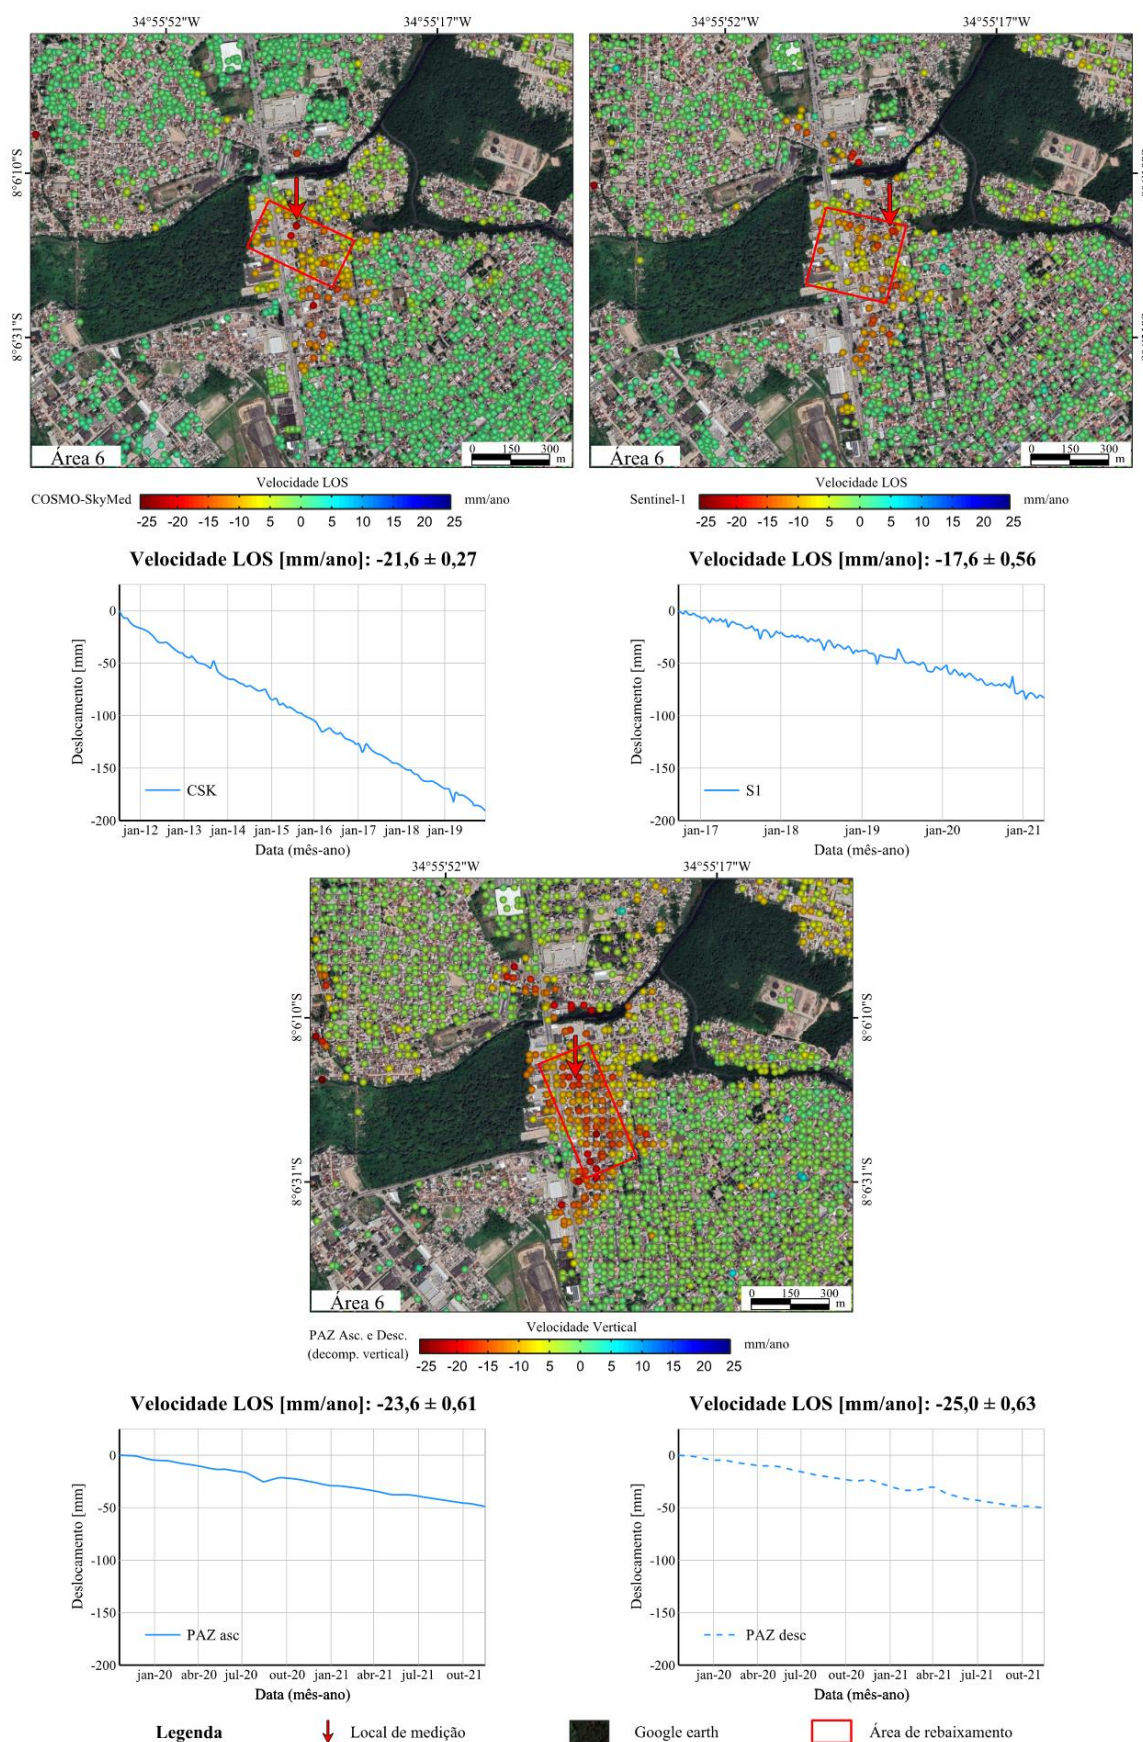 34°55'52"W 34°55'17"W 34°55'52"W 34°55'17"W
8°6'10"S
8°6'31"S
Área 6
0 150 300
m
Área 6
0 150 300
m
Velocidade LOS
COSMO-SkyMed
mm/ano
-25 -20 -15 -10 5 0 5 10 15 20 25
Velocidade LOS
Sentinel-1
mm/ano
-25 -20 -15 -10 5 0 5 10 15 20 25
Velocidade LOS [mm/ano]: -21,6 ± 0,27
Deslocamento [mm]
0
-50
-100
-150
-200
CSK
jan-12 jan-13 jan-14 jan-15 jan-16 jan-17 jan-18 jan-19
Data (mês-ano)
Velocidade LOS [mm/ano]: -17,6 ± 0,56
Deslocamento [mm]
0
-50
-100
-150
-200
S1
jan-17 jan-18 jan-19 jan-20 jan-21
Data (mês-ano)
34°55'52"W 34°55'17"W
8°6'10"S 8°6'10"S
8°6'31"S 8°6'31"S
Área 6
0 150 300
m
Velocidade Vertical
PAZ Asc. e Desc.
(decomp. vertical)
mm/ano
-25 -20 -15 -10 5 0 5 10 15 20 25
Velocidade LOS [mm/ano]: -23,6 ± 0,61
Deslocamento [mm]
0
-50
-100
-150
-200
PAZ asc
jan-20 abr-20 jul-20 out-20 jan-21 abr-21 jul-21 out-21
Data (mês-ano)
Velocidade LOS [mm/ano]: -25,0 ± 0,63
Deslocamento [mm]
0
-50
-100
-150
-200
PAZ desc
jan-20 abr-20 jul-20 out-20 jan-21 abr-21 jul-21 out-21
Data (mês-ano)
Legenda Local de medição Google earth Área de rebaixamento